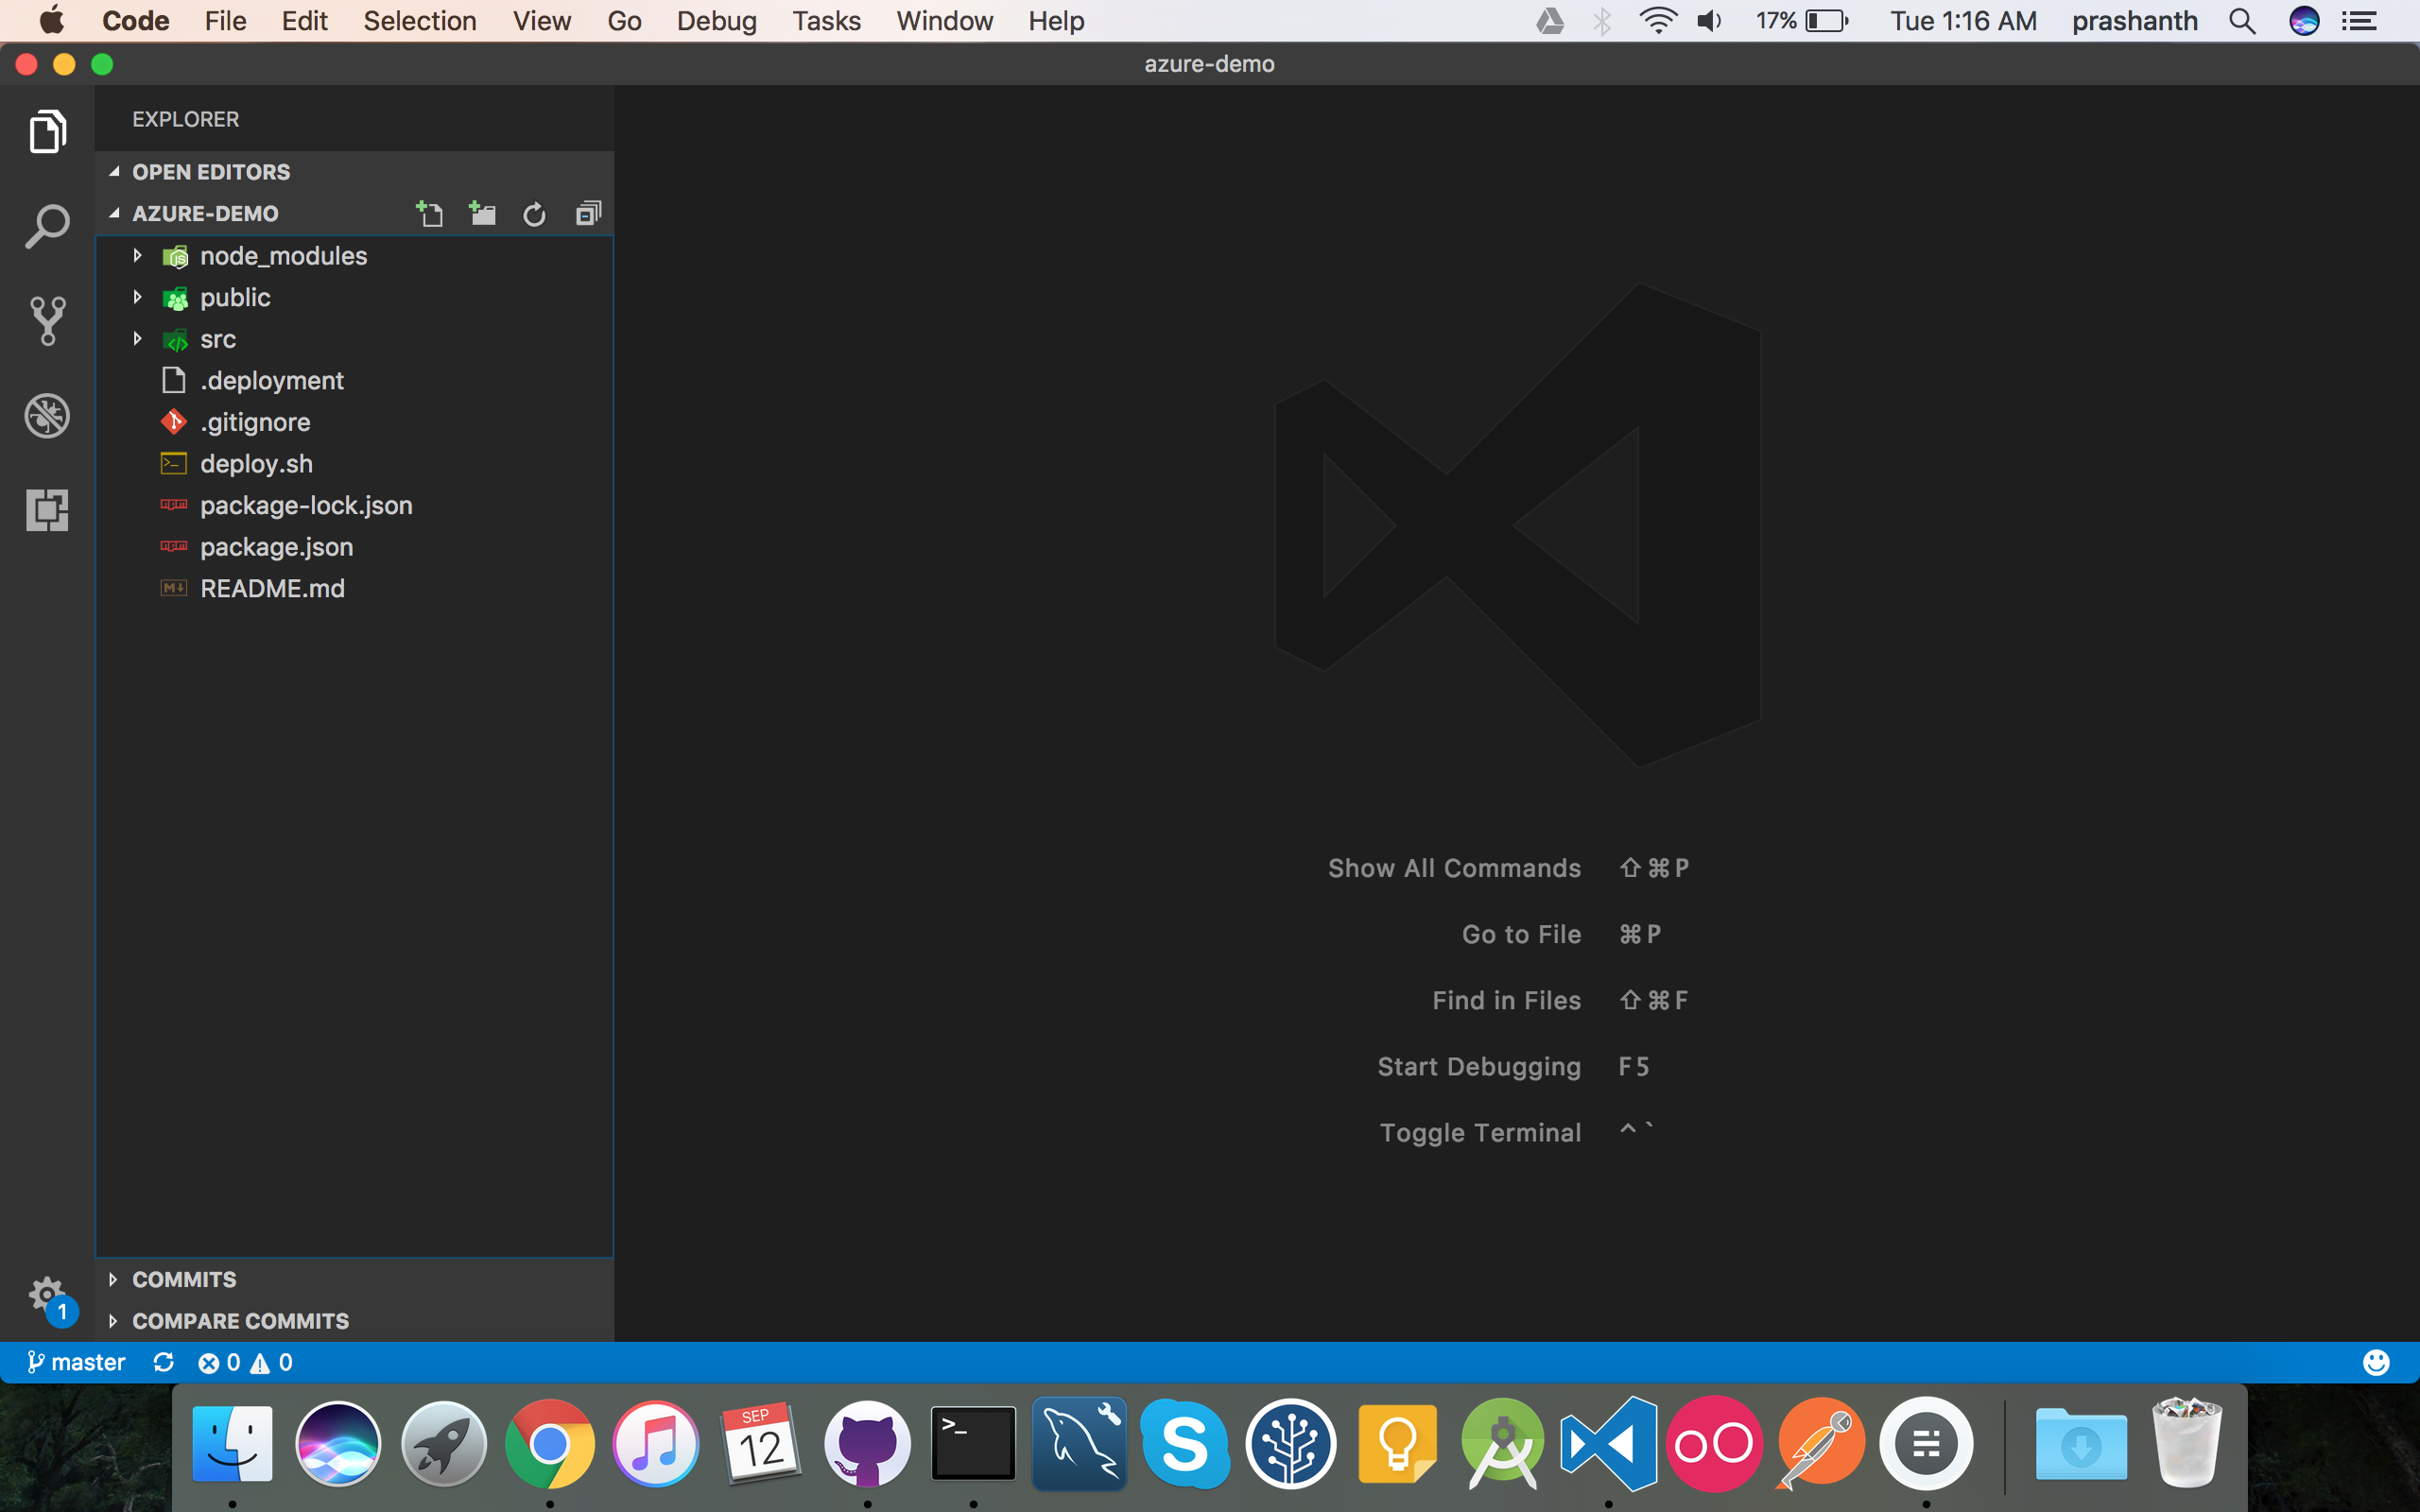 Code File Edit Selection View Go Debug Tasks Window Help 17% Tue 1:16 AM prashanth
azure-demo
EXPLORER
OPEN EDITORS
AZURE-DEMO
node_modules
public
src
.deployment
.gitignore
deploy.sh
package-lock.json
package.json
README.md
Show All Commands ⇧⌘P
Go to File ⌘P
Find in Files ⇧⌘F
Start Debugging F5
Toggle Terminal ^`
COMMITS
1
COMPARE COMMITS
master 0 0
SEP
12
>_
S